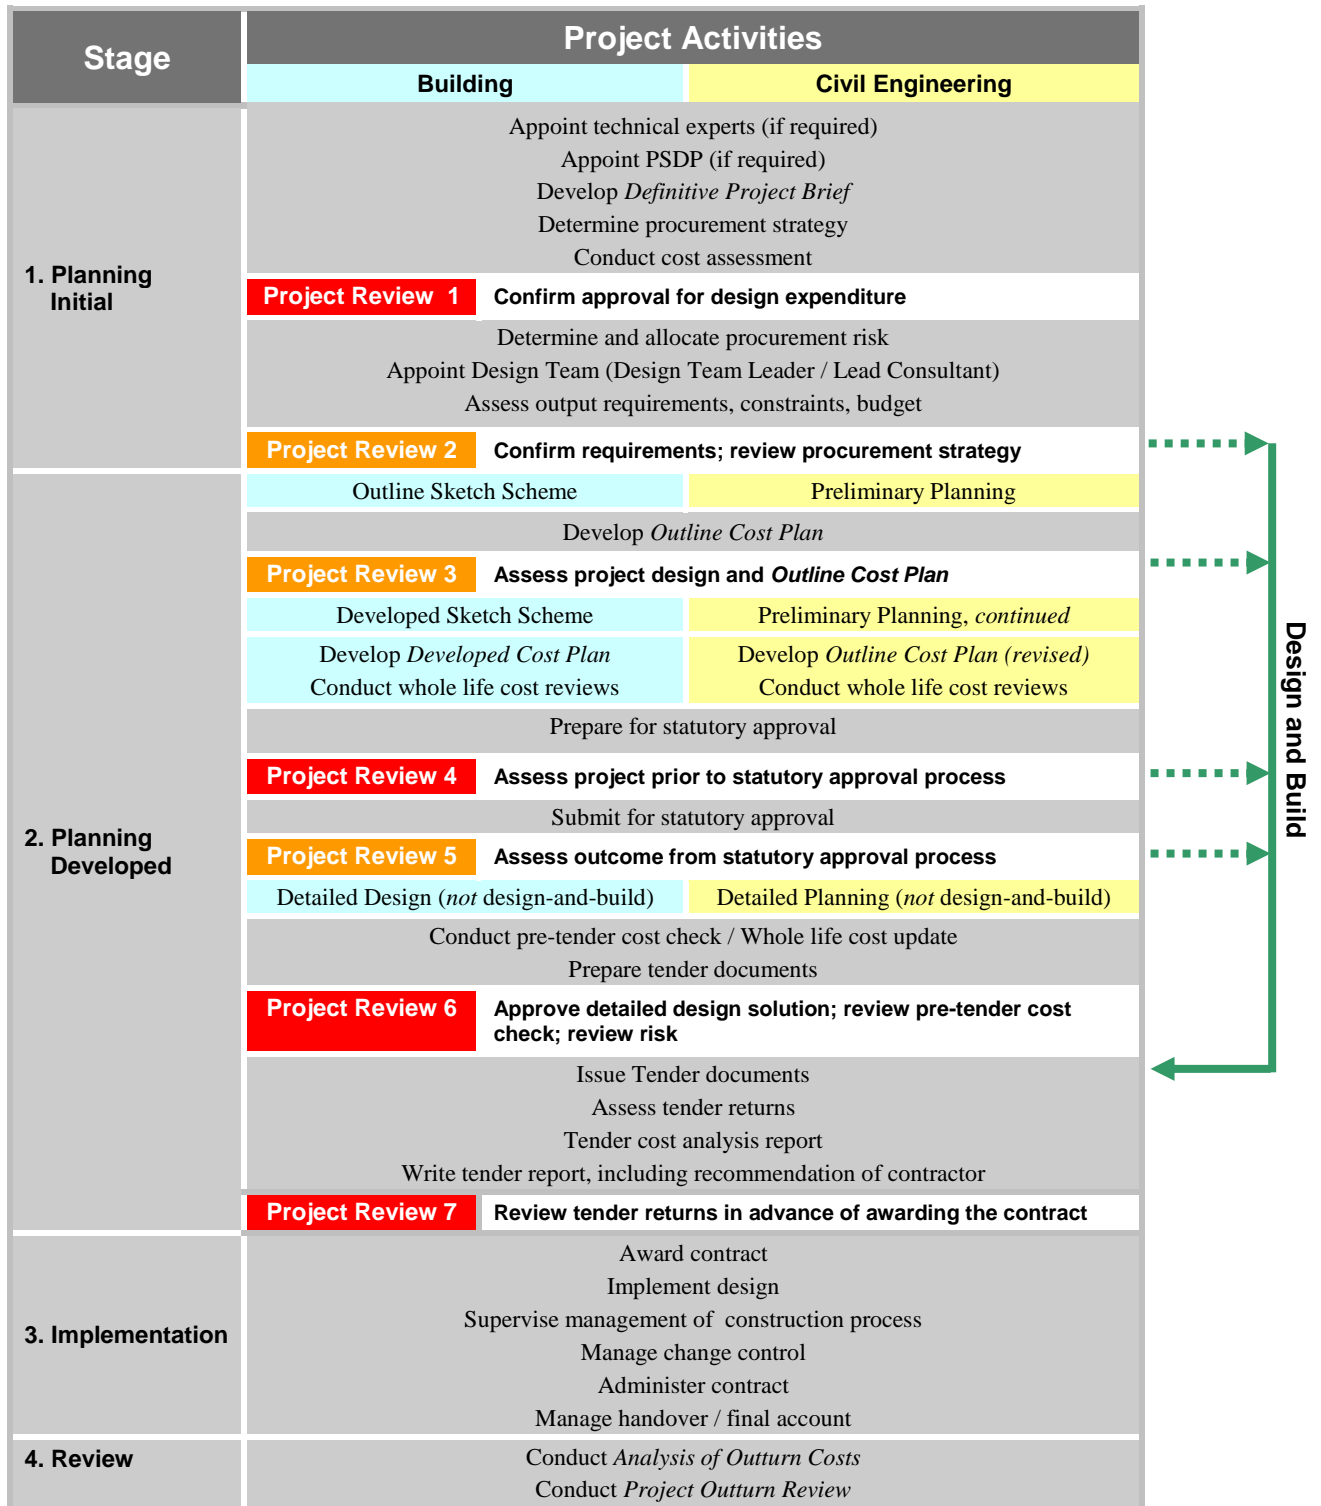 Stage
Project Activities
Building
Civil Engineering
1. Planning
Initial
Appoint technical experts (if required)
Appoint PSDP (if required)
Develop Definitive Project Brief
Determine procurement strategy
Conduct cost assessment
Project Review 1 Confirm approval for design expenditure
Determine and allocate procurement risk
Appoint Design Team (Design Team Leader / Lead Consultant)
Assess output requirements, constraints, budget
Project Review 2 Confirm requirements; review procurement strategy
2. Planning
Developed
Outline Sketch Scheme
Preliminary Planning
Develop Outline Cost Plan
Project Review 3 Assess project design and Outline Cost Plan
Developed Sketch Scheme
Preliminary Planning, continued
Develop Developed Cost Plan
Conduct whole life cost reviews
Develop Outline Cost Plan (revised)
Conduct whole life cost reviews
Prepare for statutory approval
Project Review 4 Assess project prior to statutory approval process
Submit for statutory approval
Project Review 5 Assess outcome from statutory approval process
Detailed Design (not design-and-build)
Detailed Planning (not design-and-build)
Conduct pre-tender cost check / Whole life cost update
Prepare tender documents
Project Review 6 Approve detailed design solution; review pre-tender cost
check; review risk
Issue Tender documents
Assess tender returns
Tender cost analysis report
Write tender report, including recommendation of contractor
Project Review 7 Review tender returns in advance of awarding the contract
3. Implementation
Award contract
Implement design
Supervise management of construction process
Manage change control
Administer contract
Manage handover / final account
4. Review
Conduct Analysis of Outturn Costs
Conduct Project Outturn Review
Design and Build